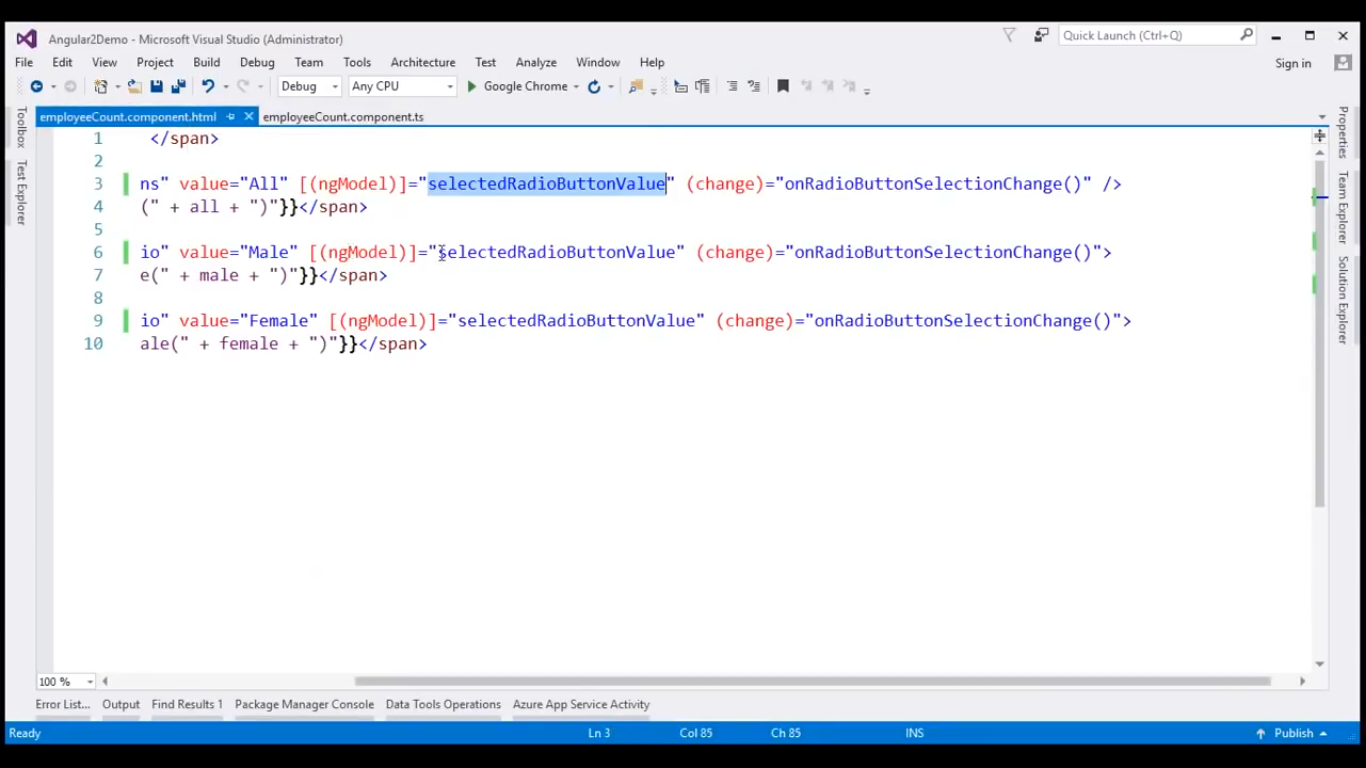 Angular2Demo - Microsoft Visual Studio (Administrator)
Quick Launch (Ctrl+Q)
File Edit View Project Build Debug Team Tools Architecture Test Analyze Window Help
Sign in
Debug Any CPU Google Chrome
employeeCount.component.html employeeCount.component.ts
Toolbox
Test Explorer
1 </span>
2
3 ns" value="All" [(ngModel)]="selectedRadioButtonValue" (change)="onRadioButtonSelectionChange()" />
4 (" + all + ")"}}</span>
5
6 io" value="Male" [(ngModel)]="selectedRadioButtonValue" (change)="onRadioButtonSelectionChange()">
7 e(" + male + ")"}}</span>
8
9 io" value="Female" [(ngModel)]="selectedRadioButtonValue" (change)="onRadioButtonSelectionChange()">
10 ale(" + female + ")"}}</span>
Properties
Team Explorer
Solution Explorer
100 %
Error List... Output Find Results 1 Package Manager Console Data Tools Operations Azure App Service Activity
Ready Ln 3 Col 85 Ch 85 INS Publish